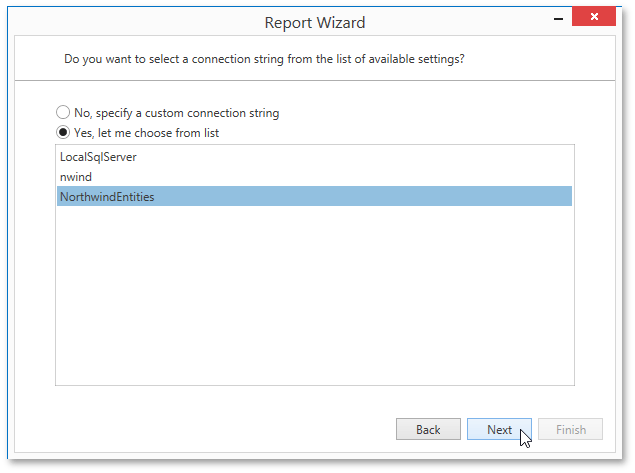 Report Wizard
Do you want to select a connection string from the list of available settings?
No, specify a custom connection string
Yes, let me choose from list
LocalSqlServer
nwind
NorthwindEntities
Back Next Finish